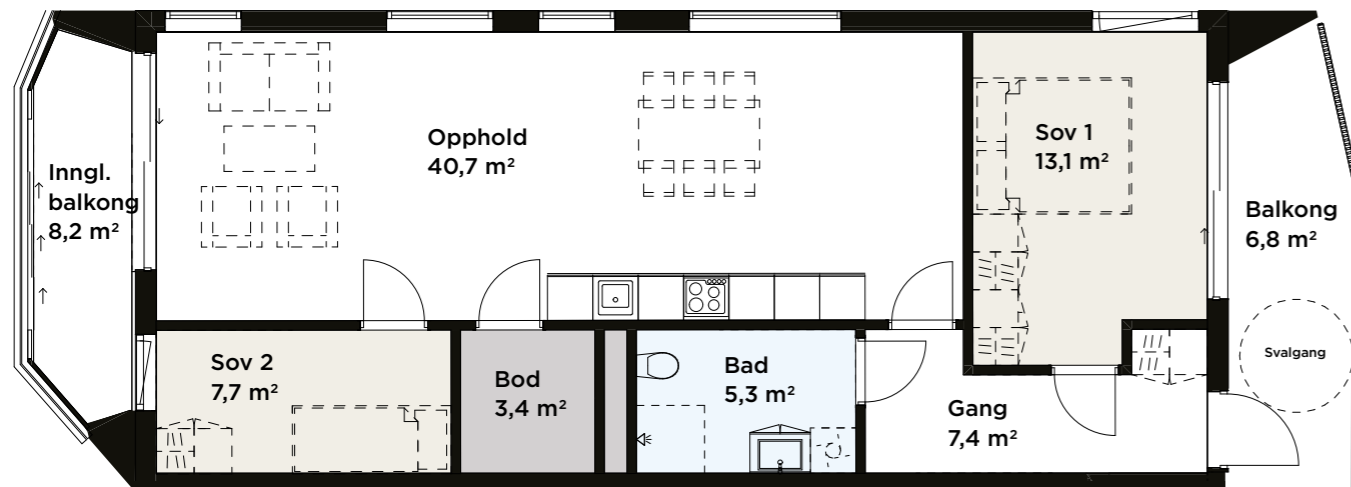 Inngl.
balkong
8,2 m²
Opphold
40,7 m²
Sov 1
13,1 m²
Balkong
6,8 m²
Svalgang
Sov 2
7,7 m²
Bod
3,4 m²
Bad
5,3 m²
Gang
7,4 m²